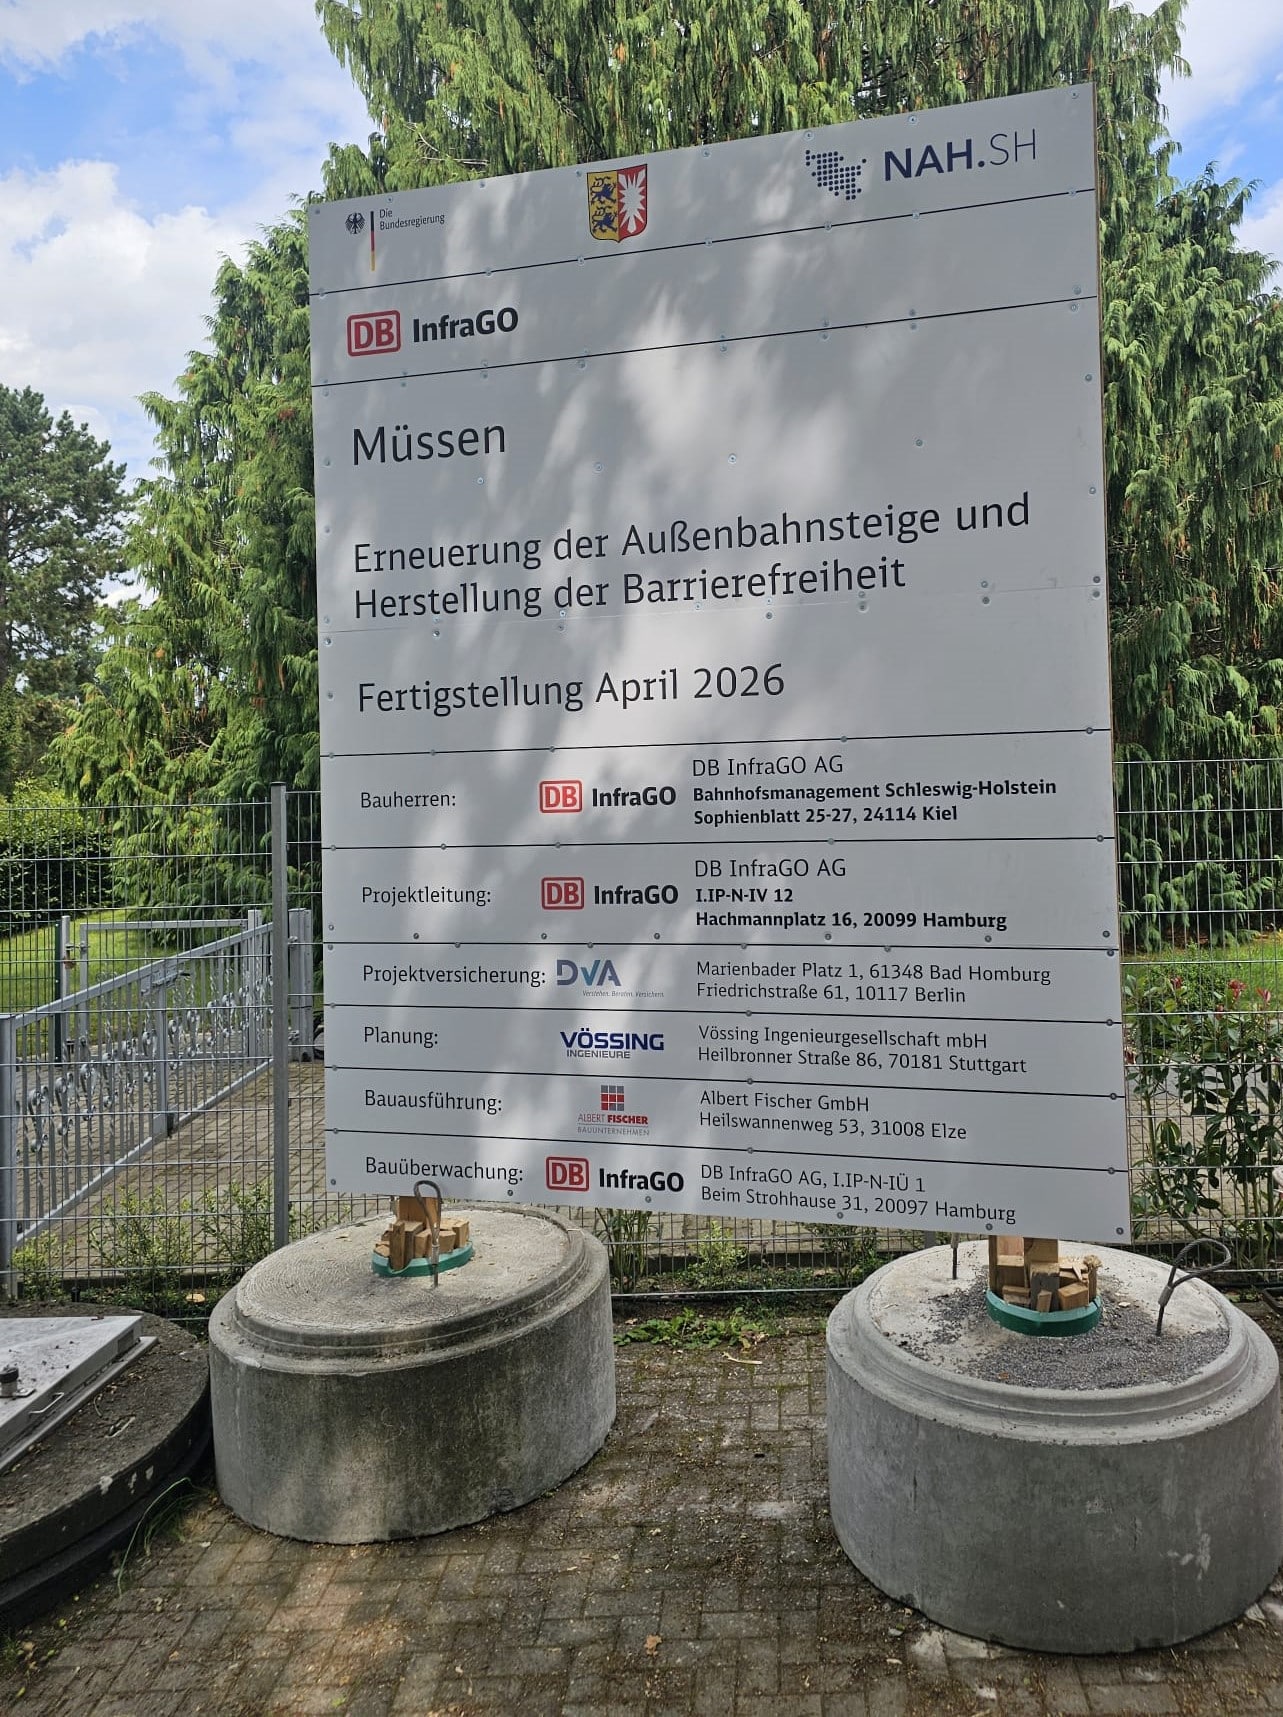 Die
Bundesregierung
NAH.SH
DB InfraGO
Müssen
Erneuerung der Außenbahnsteige und
Herstellung der Barrierefreiheit
Fertigstellung April 2026
Bauherren:
DB InfraGO
DB InfraGO AG
Bahnhofsmanagement Schleswig-Holstein
Sophienblatt 25-27, 24114 Kiel
Projektleitung:
DB InfraGO
DB InfraGO AG
I.IP-N-IV 12
Hachmannplatz 16, 20099 Hamburg
Projektversicherung:
DVA
Verstehen. Beraten. Versichern.
Marienbader Platz 1, 61348 Bad Homburg
Friedrichstraße 61, 10117 Berlin
Planung:
VÖSSING
INGENIEURE
Vössing Ingenieurgesellschaft mbH
Heilbronner Straße 86, 70181 Stuttgart
Bauausführung:
ALBERT FISCHER
BAUUNTERNEHMEN
Albert Fischer GmbH
Heilswannenweg 53, 31008 Elze
Bauüberwachung:
DB InfraGO
DB InfraGO AG, I.IP-N-IÜ 1
Beim Strohhause 31, 20097 Hamburg